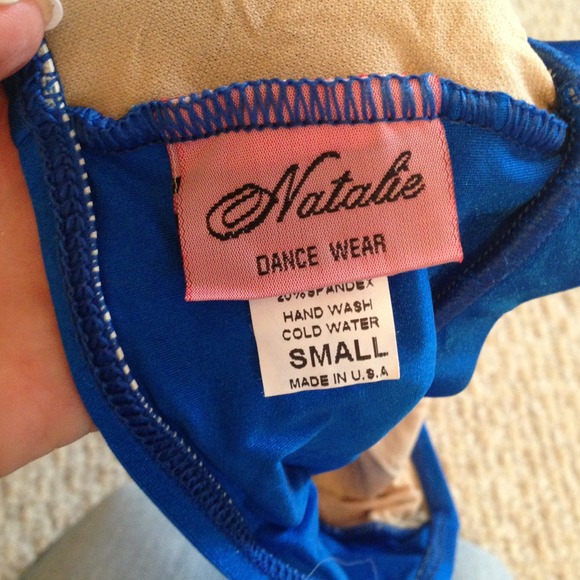 Natalie
DANCE WEAR
20% SPANDEX
HAND WASH
COLD WATER
SMALL
MADE IN U.S.A